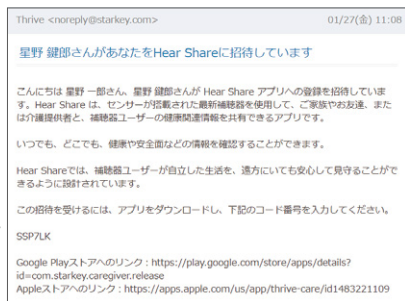 Thrive <noreply@starkey.com> 01/27(金) 11:08
星野 鍵郎さんがあなたをHear Shareに招待しています
こんにちは 星野 一郎さん、星野 鍵郎さんが Hear Share アプリへの登録を招待していま
す。Hear Share は、センサーが搭載された最新補聴器を使用して、ご家族やお友達、また
は介護提供者と、補聴器ユーザーの健康関連情報を共有できるアプリです。
いつでも、どこでも、健康や安全面などの情報を確認することができます。
Hear Shareでは、補聴器ユーザーが自立した生活を、遠方にいても安心して見守ることがで
きるように設計されています。
この招待を受けるには、アプリをダウンロードし、下記のコード番号を入力してください。
SSP7LK
Google Playストアへのリンク : https://play.google.com/store/apps/details?
id=com.starkey.caregiver.release
Appleストアへのリンク : https://apps.apple.com/us/app/thrive-care/id1483221109